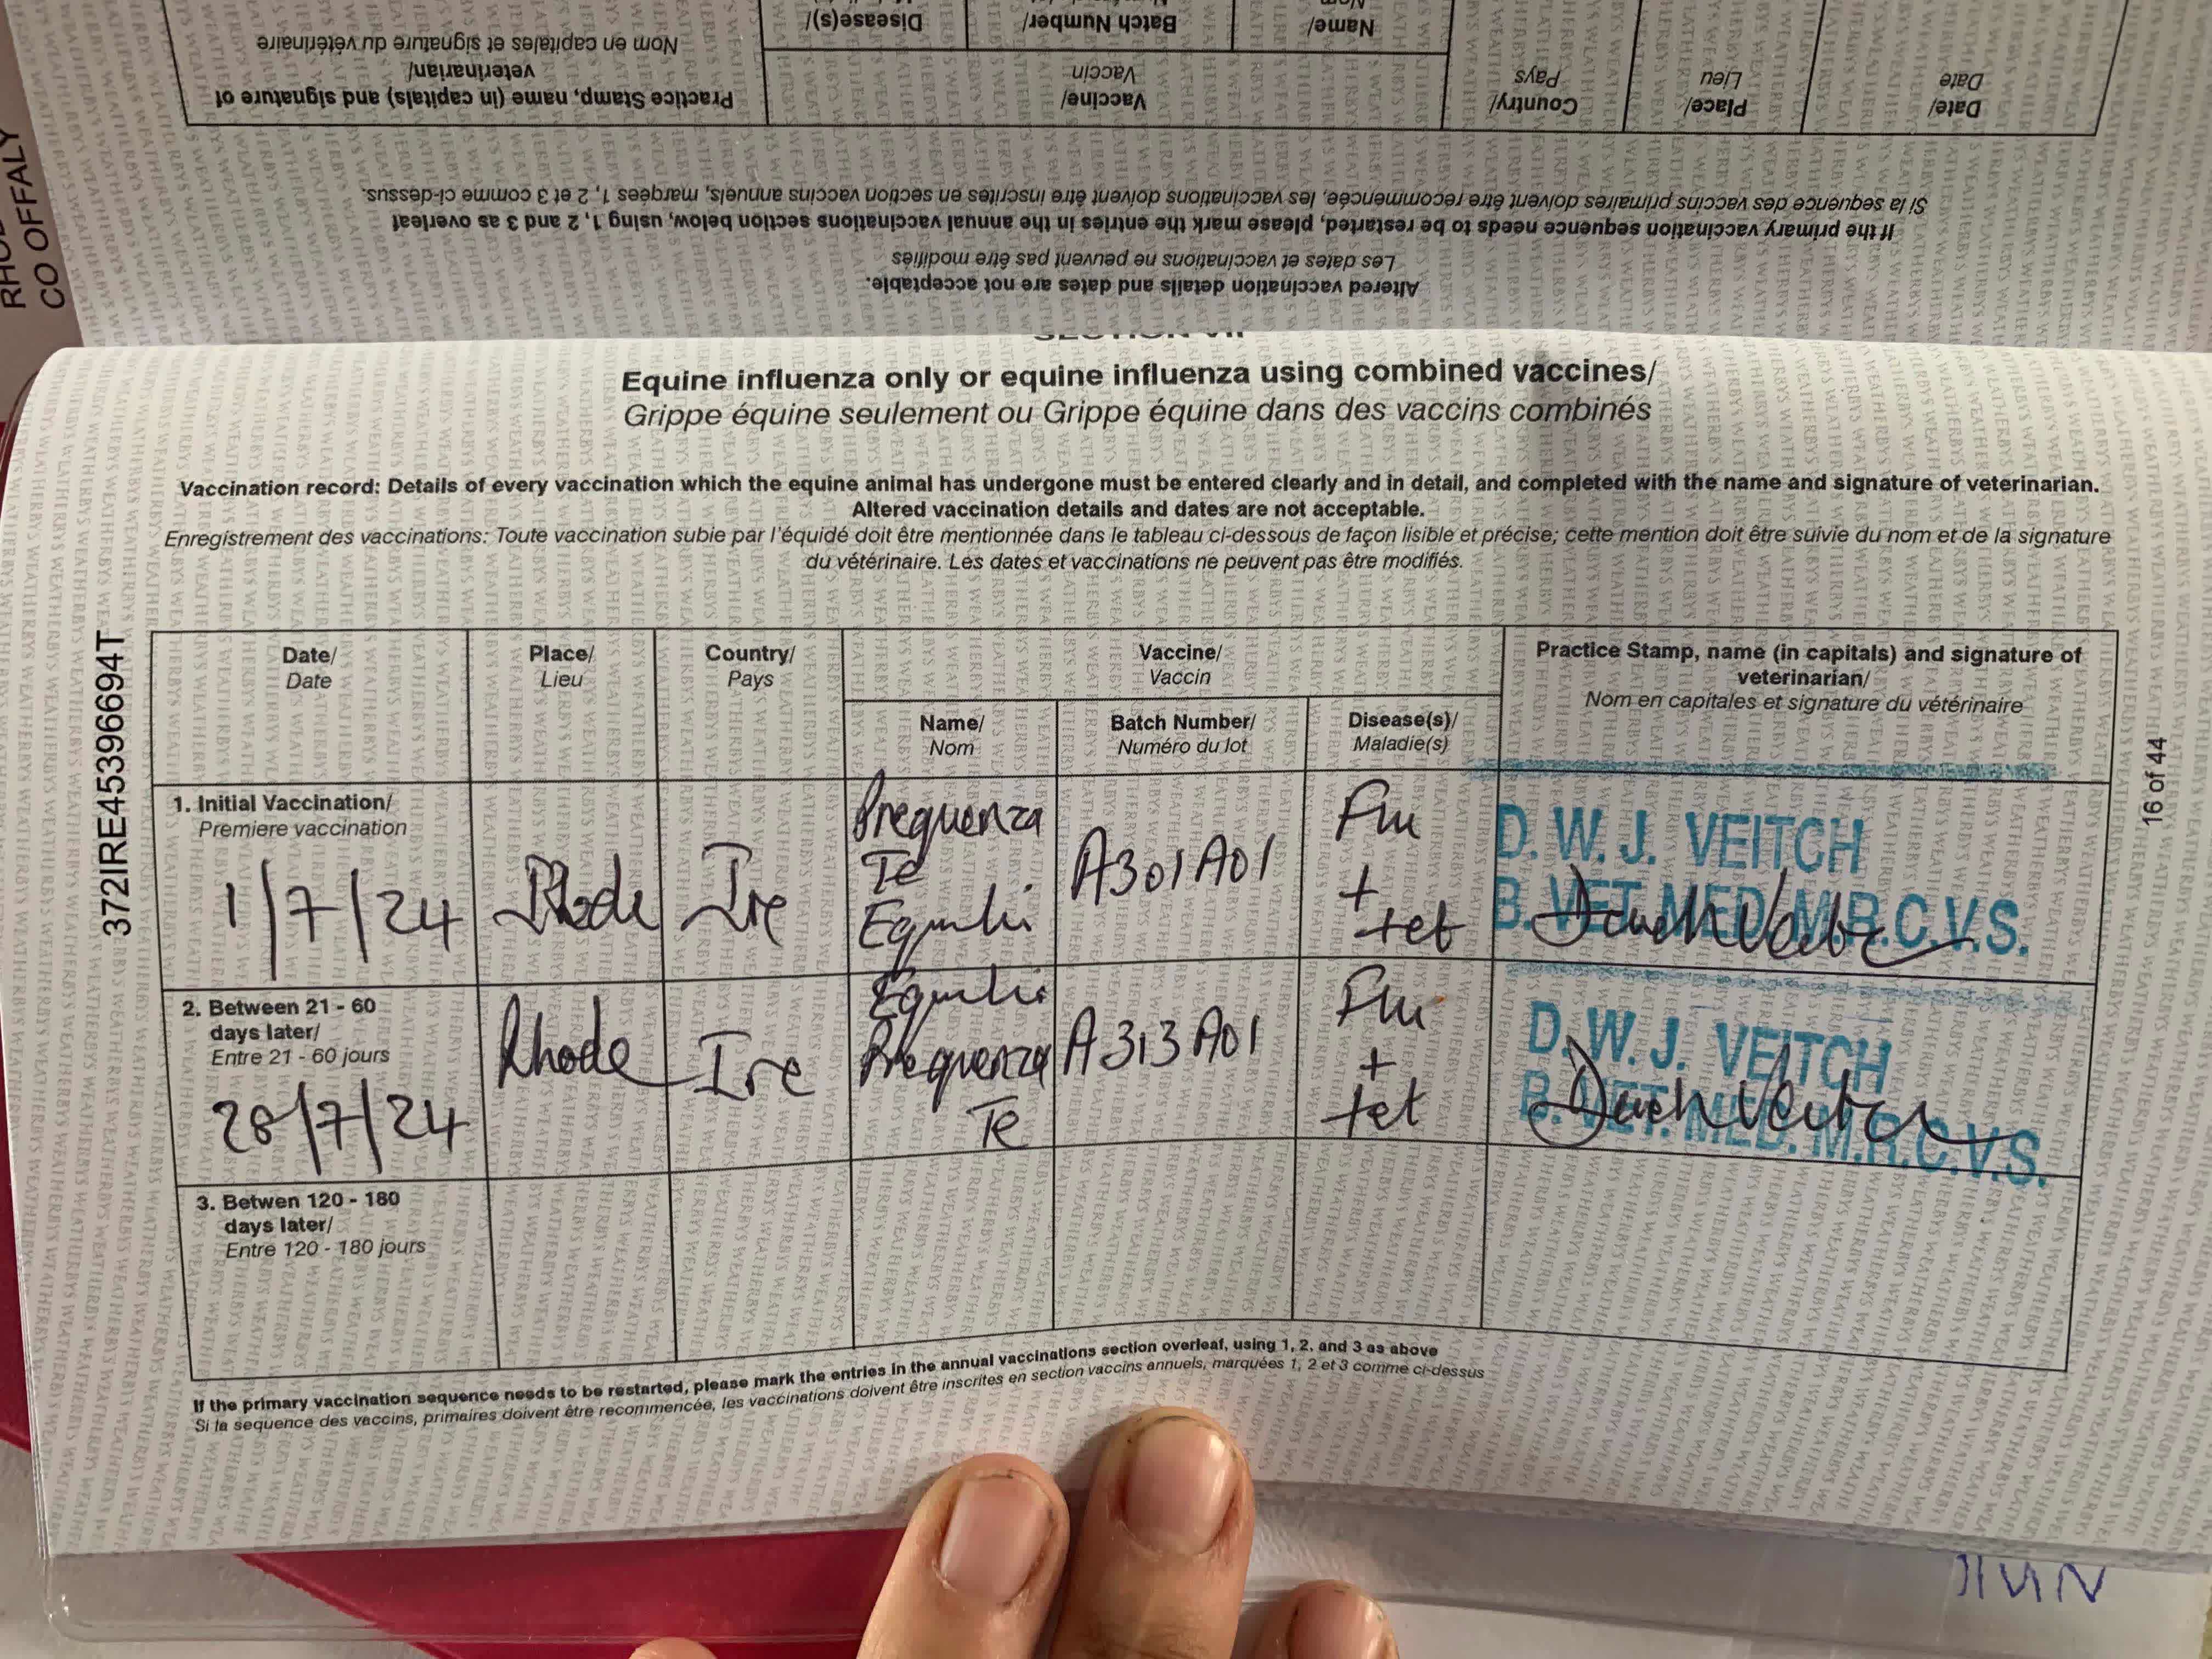 RHODE
CO OFFALY
Date/
Date
Place/
Lieu
Country/
Pays
Vaccine/
Vaccin
Name/
Batch Number/
Disease(s)/
Practice Stamp, name (in capitals) and signature of
veterinarian/
Nom en capitales et signature du vétérinaire
If the primary vaccination sequence needs to be restarted, please mark the entries in the annual vaccinations section below, using 1, 2 and 3 as overleaf
Si la sequence des vaccins primaires doivent être recommencée, les vaccinations doivent être inscrites en section vaccins annuels, marquées 1, 2 et 3 comme ci-dessus.
Altered vaccination details and dates are not acceptable.
Les dates et vaccinations ne peuvent pas être modifiés
SECTION VII
Equine influenza only or equine influenza using combined vaccines/
Grippe équine seulement ou Grippe équine dans des vaccins combinés
Vaccination record: Details of every vaccination which the equine animal has undergone must be entered clearly and in detail, and completed with the name and signature of veterinarian.
Altered vaccination details and dates are not acceptable.
Enregistrement des vaccinations: Toute vaccination subie par l'équidé doit être mentionnée dans le tableau ci-dessous de façon lisible et précise; cette mention doit être suivie du nom et de la signature
du vétérinaire. Les dates et vaccinations ne peuvent pas être modifiés.
372IRE45396694T
16 of 44
Date/
Date
Place/
Lieu
Country/
Pays
Vaccine/
Vaccin
Name/
Nom
Batch Number/
Numéro du lot
Disease(s)/
Maladie(s)
Practice Stamp, name (in capitals) and signature of
veterinarian/
Nom en capitales et signature du vétérinaire
1. Initial Vaccination/
Premiere vaccination
1/7/24
Rhode
Ire
Prequenza
Te
Equilis
A301A01
Flu
+
tet
D. W. J. VEITCH
B. VET. MED. M.R.C.V.S.
2. Between 21 - 60
days later/
Entre 21 - 60 jours
28/7/24
Rhode
Ire
Equilis
Prequenza
Te
A313A01
Flu
+
tet
D. W. J. VEITCH
B. VET. MED. M.R.C.V.S.
3. Betwen 120 - 180
days later/
Entre 120 - 180 jours
If the primary vaccination sequence needs to be restarted, please mark the entries in the annual vaccinations section overleaf, using 1, 2, and 3 as above
Si la sequence des vaccins, primaires doivent être recommencée, les vaccinations doivent être inscrites en section vaccins annuels, marquées 1, 2 et 3 comme ci-dessus